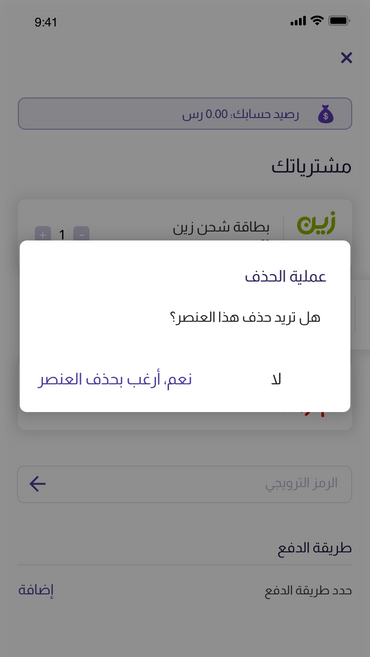 9:41
رصيد حسابك: 0.00 رس
مشترياتك
زين
بطاقة شحن زين
+ 1 -
عملية الحذف
هل تريد حذف هذا العنصر؟
لا
نعم، أرغب بحذف العنصر
الرمز الترويجي
طريقة الدفع
حدد طريقة الدفع
إضافة